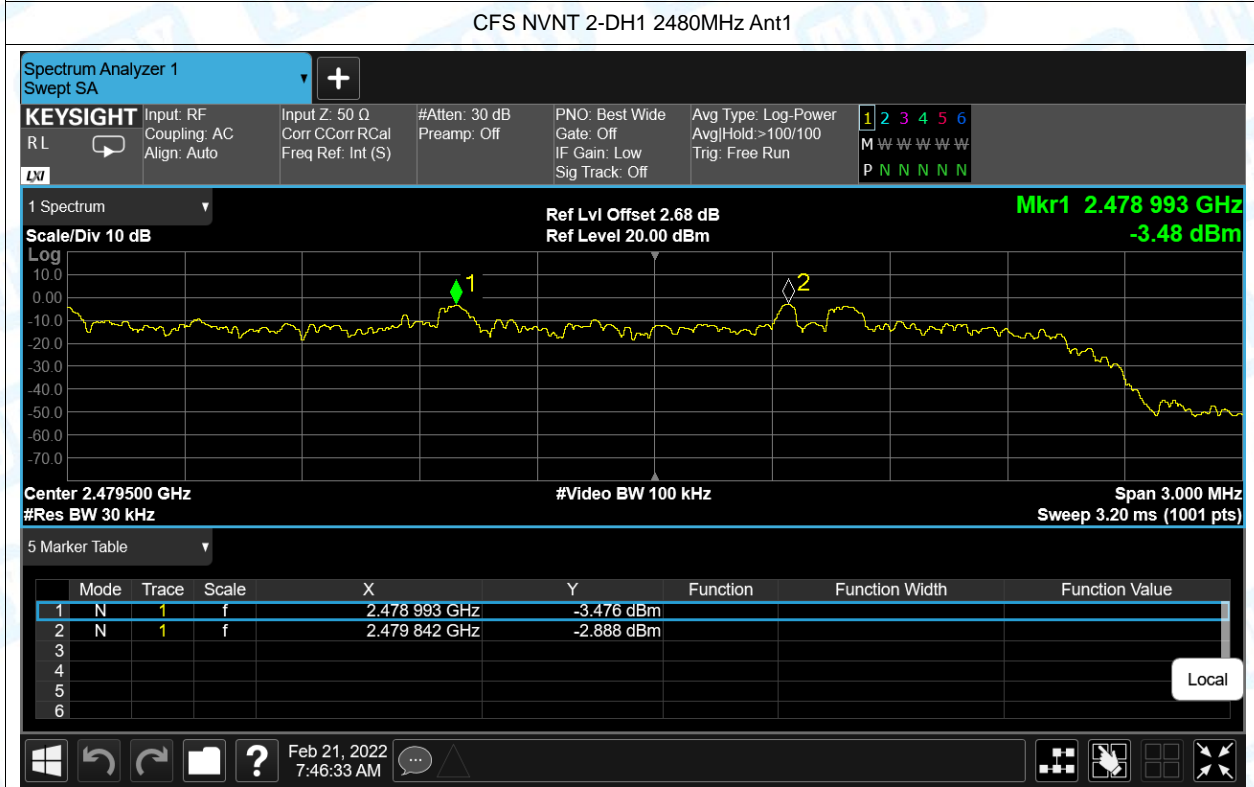 CFS NVNT 2-DH1 2480MHz Ant1
Spectrum Analyzer 1
Swept SA
KEYSIGHT
R L
LXI
Input: RF
Coupling: AC
Align: Auto
Input Z: 50 Ω
Corr CCorr RCal
Freq Ref: Int (S)
#Atten: 30 dB
Preamp: Off
PNO: Best Wide
Gate: Off
IF Gain: Low
Sig Track: Off
Avg Type: Log-Power
Avg|Hold:>100/100
Trig: Free Run
1 2 3 4 5 6
M W W W W W
P N N N N N
1 Spectrum
Scale/Div 10 dB
Ref Lvl Offset 2.68 dB
Ref Level 20.00 dBm
Mkr1 2.478 993 GHz
-3.48 dBm
Log
10.0
0.00
-10.0
-20.0
-30.0
-40.0
-50.0
-60.0
-70.0
1
2
Center 2.479500 GHz
#Res BW 30 kHz
#Video BW 100 kHz
Span 3.000 MHz
Sweep 3.20 ms (1001 pts)
5 Marker Table
Mode Trace Scale X Y Function Function Width Function Value
1 N 1 f 2.478 993 GHz -3.476 dBm
2 N 1 f 2.479 842 GHz -2.888 dBm
3
4
5
6
Local
?
Feb 21, 2022
7:46:33 AM